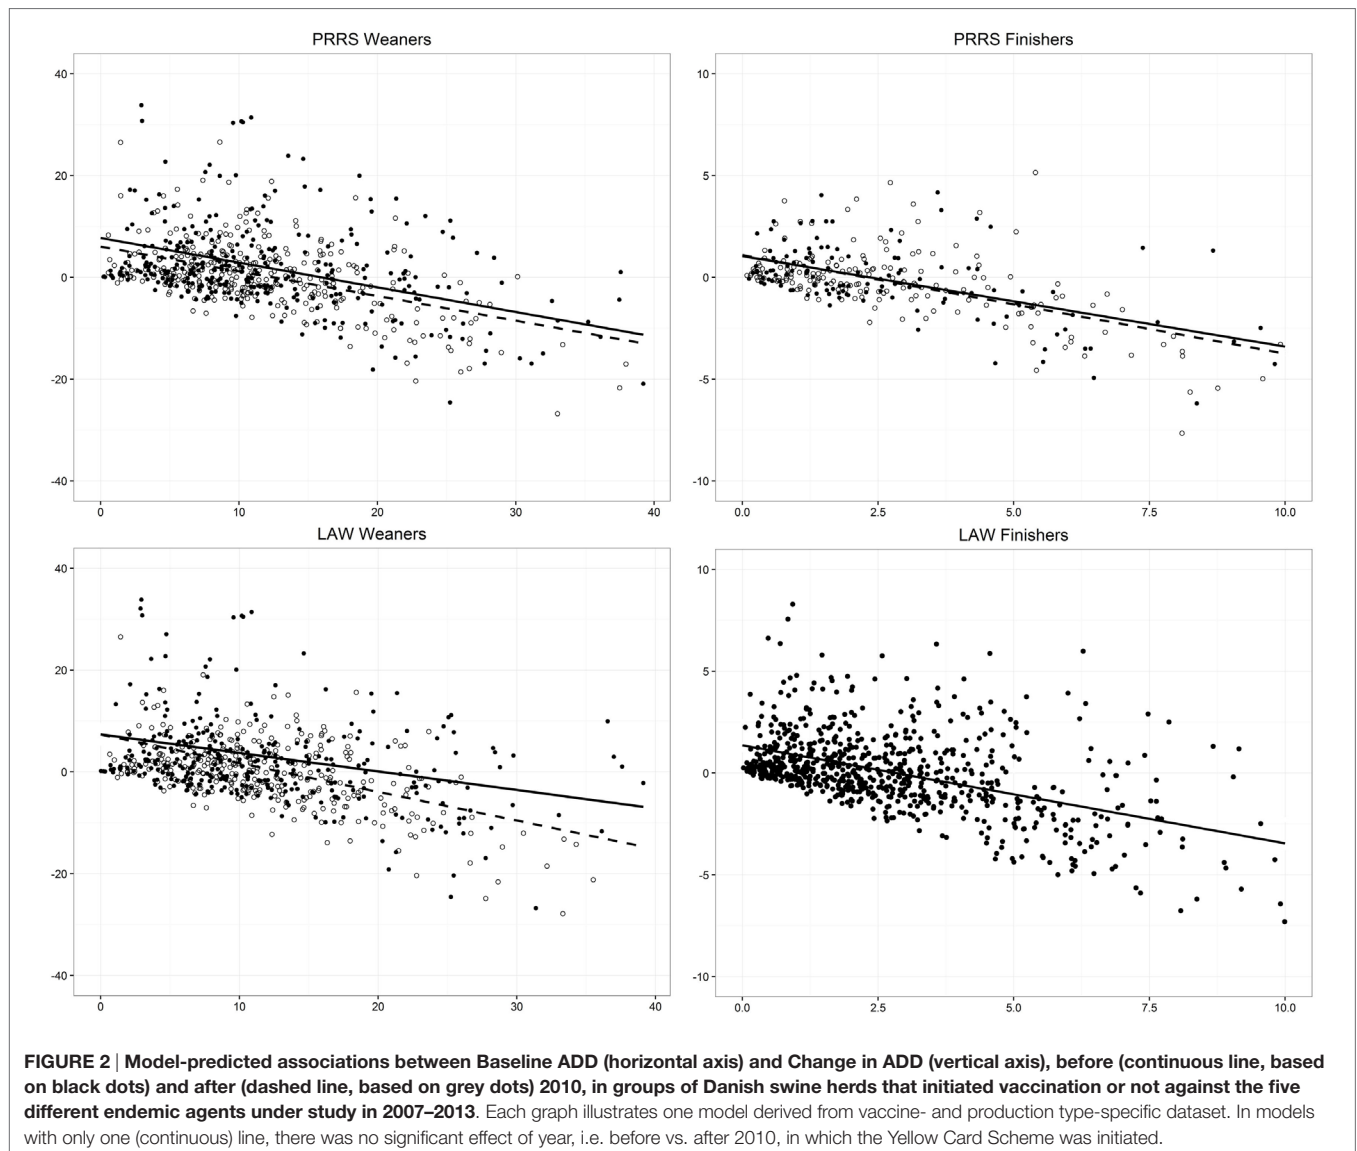 PRRS Weaners
40
20
0
-20
-40
0 10 20 30 40
PRRS Finishers
10
5
0
-5
-10
0.0 2.5 5.0 7.5 10.0
LAW Weaners
40
20
0
-20
-40
0 10 20 30 40
LAW Finishers
10
5
0
-5
-10
0.0 2.5 5.0 7.5 10.0
FIGURE 2 | Model-predicted associations between Baseline ADD (horizontal axis) and Change in ADD (vertical axis), before (continuous line, based
on black dots) and after (dashed line, based on grey dots) 2010, in groups of Danish swine herds that initiated vaccination or not against the five
different endemic agents under study in 2007–2013. Each graph illustrates one model derived from vaccine- and production type-specific dataset. In models
with only one (continuous) line, there was no significant effect of year, i.e. before vs. after 2010, in which the Yellow Card Scheme was initiated.